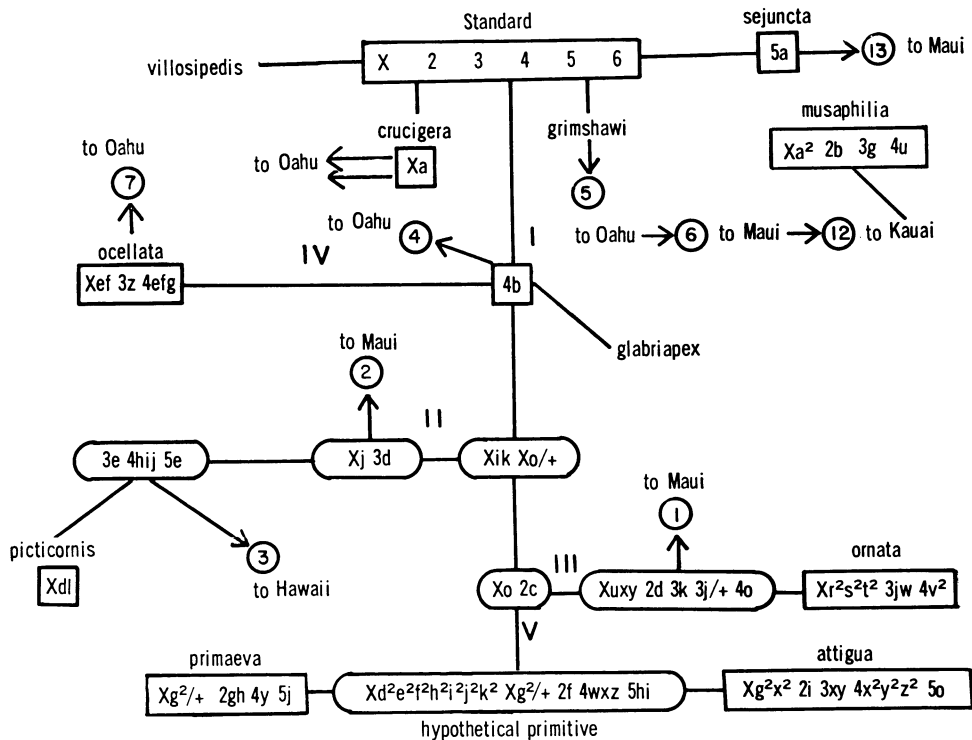 Standard
sejuncta
villosipedis
X 2 3 4 5 6
5a
13
to Maui
musaphilia
Xa² 2b 3g 4u
crucigera
to Oahu
Xa
grimshawi
5
to Oahu
7
to Oahu
4
I
to Oahu
6
to Maui
12
to Kauai
ocellata
IV
Xef 3z 4efg
4b
glabriapex
to Maui
2
II
3e 4hij 5e
Xj 3d
Xik Xo/+
to Maui
1
picticornis
Xdl
3
to Hawaii
III
ornata
Xo 2c
Xuxy 2d 3k 3j/+ 4o
Xr²s²t² 3jw 4v²
V
primaeva
attigua
Xg²/+ 2gh 4y 5j
Xd²e²f²h²i²j²k² Xg²/+ 2f 4wxz 5hi
Xg²x² 2i 3xy 4x²y²z² 5o
hypothetical primitive